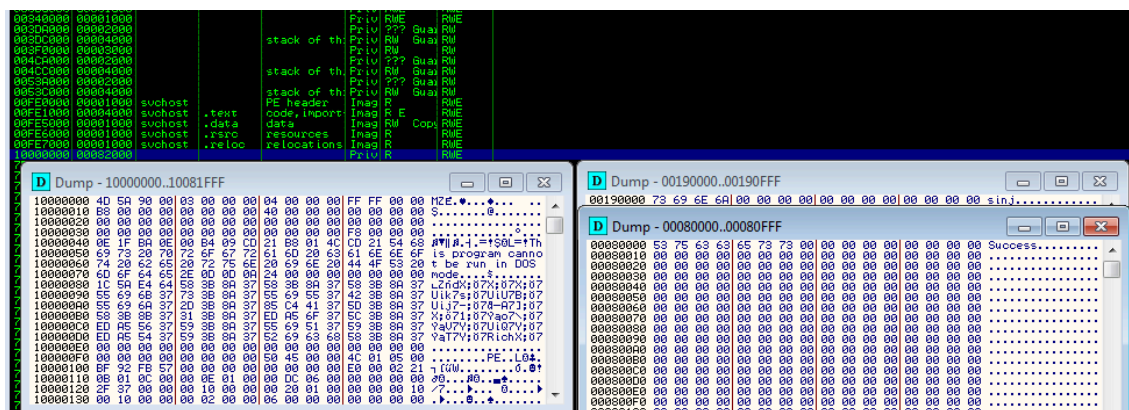 00340000 00001000 Priv RWE RWE
003DA000 00002000 Priv ??? Gua RW
003DC000 00004000 stack of th Priv RW Gua RW
003F0000 00003000 Priv RW RW
004CA000 00002000 Priv ??? Gua RW
004CC000 00004000 stack of th Priv RW Gua RW
0053A000 00002000 Priv ??? Gua RW
0053C000 00004000 stack of th Priv RW Gua RW
00FE0000 00001000 svchost PE header Imag R RWE
00FE1000 00004000 svchost .text code,import Imag R E RWE
00FE5000 00001000 svchost .data data Imag RW Copy RWE
00FE6000 00001000 svchost .rsrc resources Imag R RWE
00FE7000 00001000 svchost .reloc relocations Imag R RWE
10000000 00082000 Priv R RWE
D Dump - 10000000..10081FFF
10000000 4D 5A 90 00 03 00 00 00 04 00 00 00 FF FF 00 00
10000010 B8 00 00 00 00 00 00 00 40 00 00 00 00 00 00 00
10000020 00 00 00 00 00 00 00 00 00 00 00 00 00 00 00 00
10000030 00 00 00 00 00 00 00 00 00 00 00 00 F8 00 00 00
10000040 0E 1F BA 0E 00 B4 09 CD 21 B8 01 4C CD 21 54 68
10000050 69 73 20 70 72 6F 67 72 61 6D 20 63 61 6E 6E 6F is program canno
10000060 74 20 62 65 20 72 75 6E 20 69 6E 20 44 4F 53 20 t be run in DOS
10000070 6D 6F 64 65 2E 0D 0D 0A 24 00 00 00 00 00 00 00 mode....$.......
10000080 1C 5A E4 64 58 3B 8A 37 58 3B 8A 37 58 3B 8A 37
10000090 55 69 6B 37 73 3B 8A 37 55 69 55 37 42 3B 8A 37
100000A0 55 69 6A 37 2D 3B 8A 37 85 C4 41 37 5D 3B 8A 37
100000B0 58 3B 8B 37 31 3B 8A 37 ED A5 6F 37 5C 3B 8A 37
100000C0 ED A5 56 37 59 3B 8A 37 55 69 51 37 59 3B 8A 37
100000D0 ED A5 54 37 59 3B 8A 37 52 69 63 68 58 3B 8A 37
100000E0 00 00 00 00 00 00 00 00 00 00 00 00 00 00 00 00 ................
100000F0 00 00 00 00 00 00 00 00 50 45 00 00 4C 01 05 00
10000100 BF 92 FB 57 00 00 00 00 00 00 00 00 E0 00 02 21
10000110 0B 01 0C 00 00 0E 01 00 00 DC 06 00 00 00 00 00
10000120 2F 37 00 00 00 10 00 00 00 20 01 00 00 00 00 10
10000130 00 10 00 00 00 02 00 00 06 00 00 00 00 00 00 00
D Dump - 00190000..00190FFF
00190000 73 69 6E 6A 00 00 00 00 00 00 00 00 00 00 00 00 sinj............
D Dump - 00080000..00080FFF
00080000 53 75 63 63 65 73 73 00 00 00 00 00 00 00 00 00 Success.........
00080010 00 00 00 00 00 00 00 00 00 00 00 00 00 00 00 00 ................
00080020 00 00 00 00 00 00 00 00 00 00 00 00 00 00 00 00 ................
00080030 00 00 00 00 00 00 00 00 00 00 00 00 00 00 00 00 ................
00080040 00 00 00 00 00 00 00 00 00 00 00 00 00 00 00 00 ................
00080050 00 00 00 00 00 00 00 00 00 00 00 00 00 00 00 00 ................
00080060 00 00 00 00 00 00 00 00 00 00 00 00 00 00 00 00 ................
00080070 00 00 00 00 00 00 00 00 00 00 00 00 00 00 00 00 ................
00080080 00 00 00 00 00 00 00 00 00 00 00 00 00 00 00 00 ................
00080090 00 00 00 00 00 00 00 00 00 00 00 00 00 00 00 00 ................
000800A0 00 00 00 00 00 00 00 00 00 00 00 00 00 00 00 00 ................
000800B0 00 00 00 00 00 00 00 00 00 00 00 00 00 00 00 00 ................
000800C0 00 00 00 00 00 00 00 00 00 00 00 00 00 00 00 00 ................
000800D0 00 00 00 00 00 00 00 00 00 00 00 00 00 00 00 00 ................
000800E0 00 00 00 00 00 00 00 00 00 00 00 00 00 00 00 00 ................
000800F0 00 00 00 00 00 00 00 00 00 00 00 00 00 00 00 00 ................